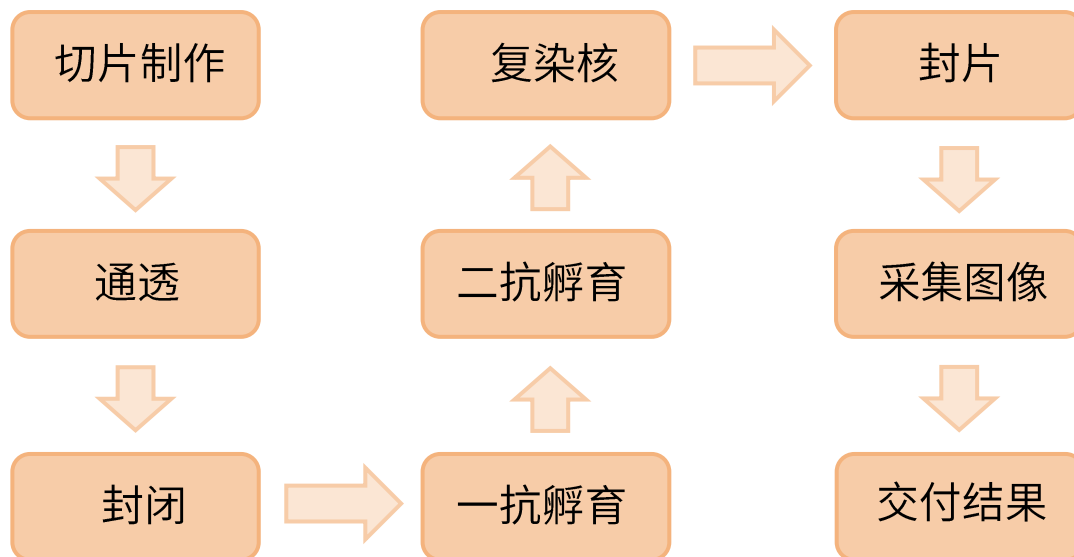 切片制作
通透
封闭
一抗孵育
二抗孵育
复染核
封片
采集图像
交付结果